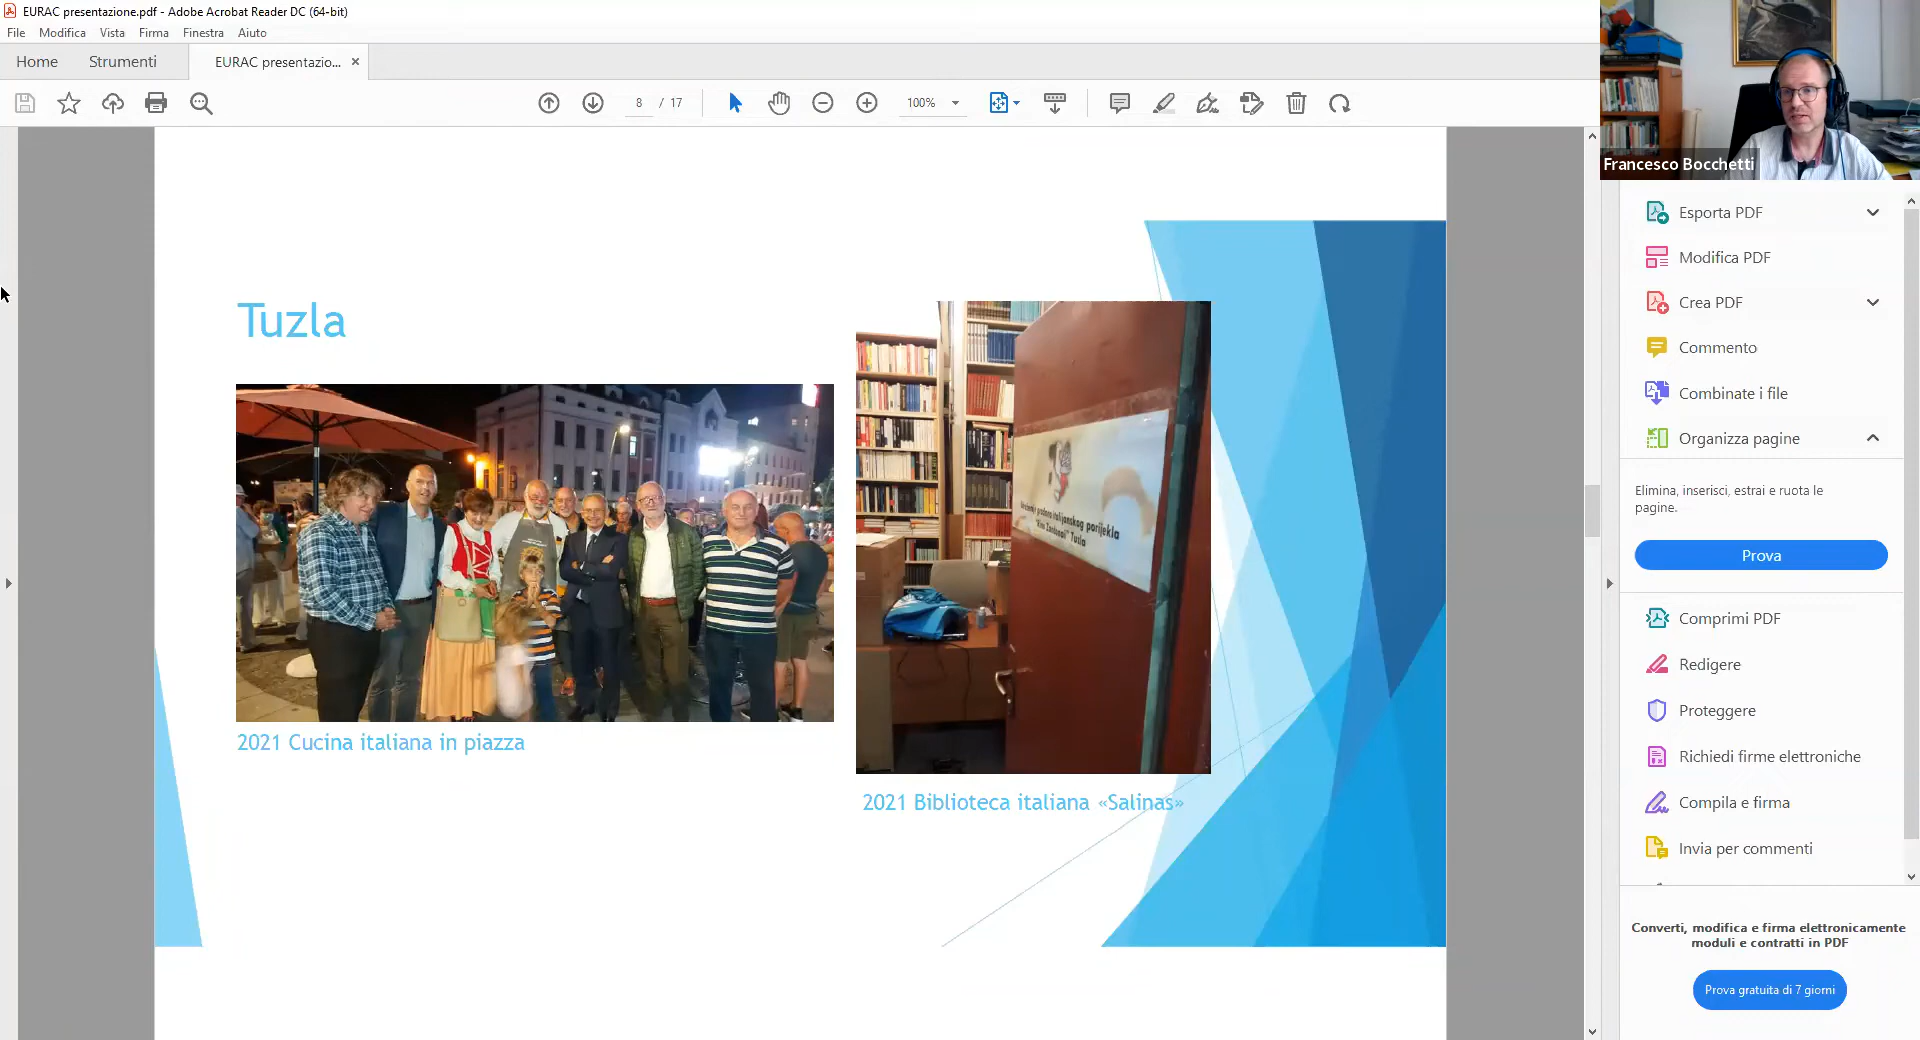 EURAC presentazione.pdf - Adobe Acrobat Reader DC (64-bit)
File Modifica Vista Firma Finestra Aiuto
Home Strumenti EURAC presentazio... ×
8 / 17 100%
Francesco Bocchetti
Tuzla
porijekla
Tuzla
2021 Cucina italiana in piazza
2021 Biblioteca italiana «Salinas»
Esporta PDF
Modifica PDF
Crea PDF
Commento
Combinate i file
Organizza pagine
Elimina, inserisci, estrai e ruota le
pagine.
Prova
Comprimi PDF
Redigere
Proteggere
Richiedi firme elettroniche
Compila e firma
Invia per commenti
Converti, modifica e firma elettronicamente
moduli e contratti in PDF
Prova gratuita di 7 giorni